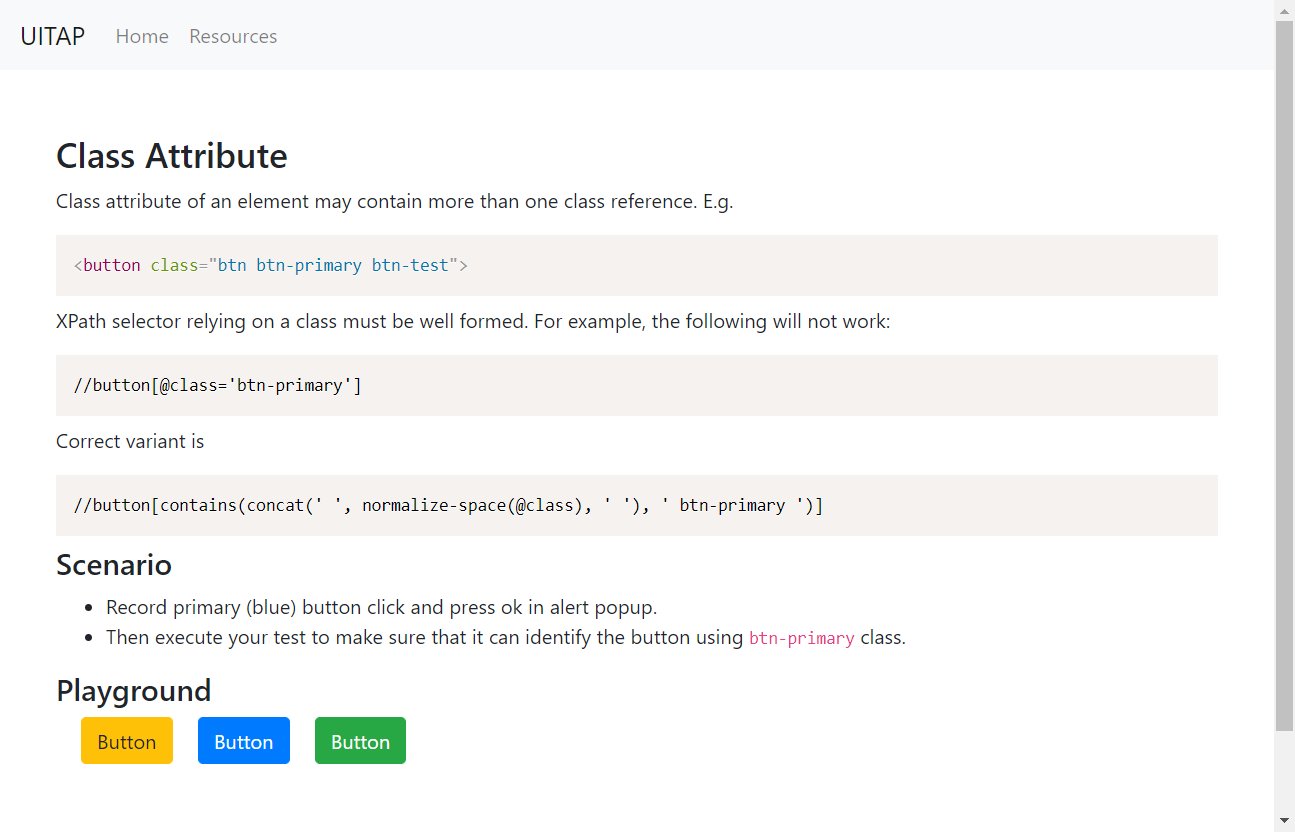 UITAP Home Resources
Class Attribute
Class attribute of an element may contain more than one class reference. E.g.
<button class="btn btn-primary btn-test">
XPath selector relying on a class must be well formed. For example, the following will not work:
//button[@class='btn-primary']
Correct variant is
//button[contains(concat(' ', normalize-space(@class), ' '), ' btn-primary ')]
Scenario
Record primary (blue) button click and press ok in alert popup.
Then execute your test to make sure that it can identify the button using btn-primary class.
Playground
Button Button Button